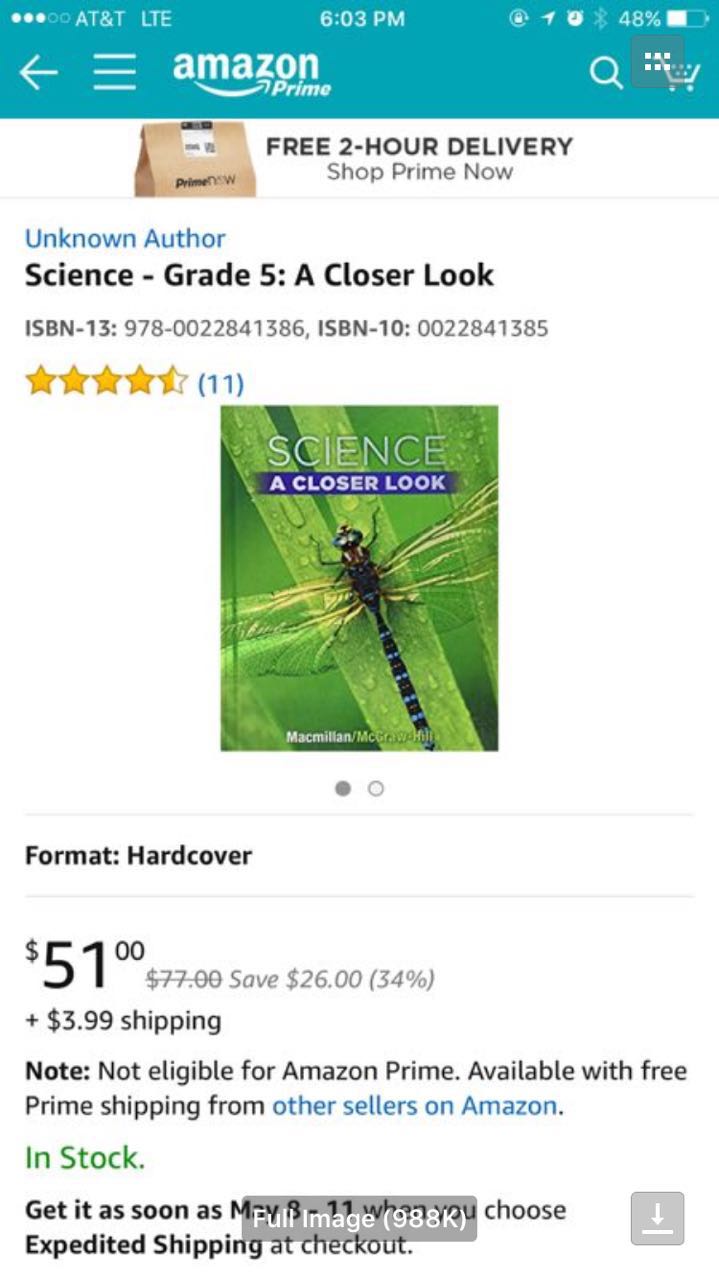 AT&T LTE 6:03 PM 48%
amazon
Prime
FREE 2-HOUR DELIVERY
PrimeNOW Shop Prime Now
Unknown Author
Science - Grade 5: A Closer Look
ISBN-13: 978-0022841386, ISBN-10: 0022841385
(11)
SCIENCE
A CLOSER LOOK
Macmillan/McGraw-Hill
Format: Hardcover
$51 00 $77.00 Save $26.00 (34%)
+ $3.99 shipping
Note: Not eligible for Amazon Prime. Available with free
Prime shipping from other sellers on Amazon.
In Stock.
Get it as soon as May 8 - 11 when you choose
Full Image (988K)
Expedited Shipping at checkout.